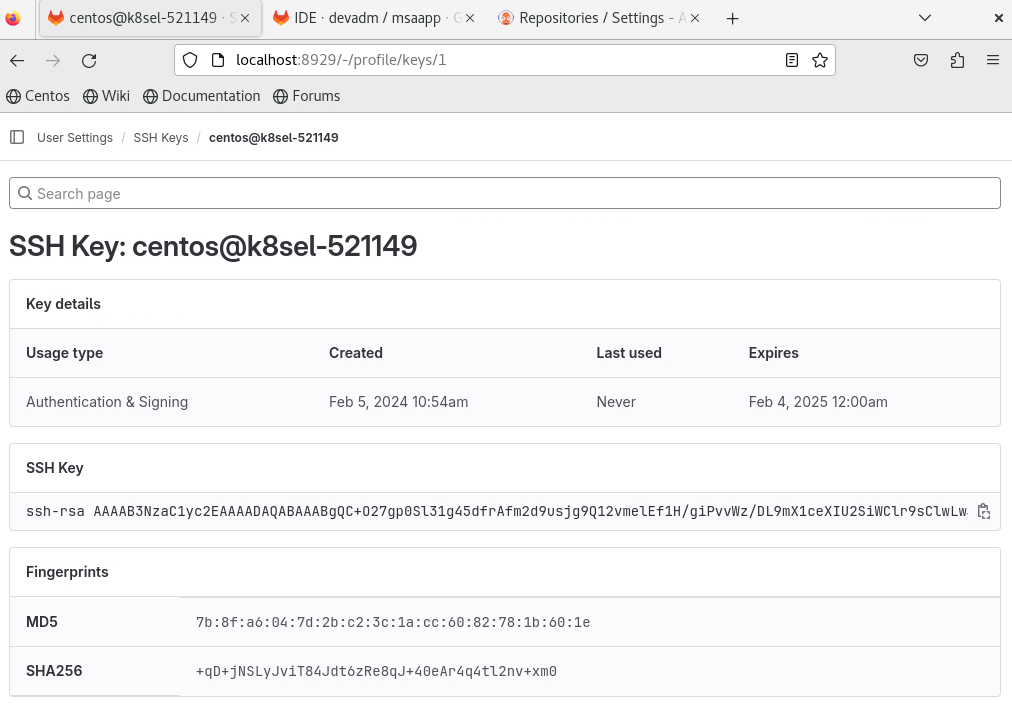 centos@k8sel-521149 · S
IDE · devadm / msaapp · G
Repositories / Settings - A
localhost:8929/-/profile/keys/1
Centos Wiki Documentation Forums
User Settings / SSH Keys / centos@k8sel-521149
Search page
SSH Key: centos@k8sel-521149
Key details
Usage type Created Last used Expires
Authentication & Signing Feb 5, 2024 10:54am Never Feb 4, 2025 12:00am
SSH Key
ssh-rsa AAAAB3NzaC1yc2EAAAADAQABAAABgQC+O27gp0Sl31g45dfrAfm2d9usjg9Q12vmelEf1H/giPvvWz/DL9mX1ceXIU2SiWClr9sClwLw
Fingerprints
MD5 7b:8f:a6:04:7d:2b:c2:3c:1a:cc:60:82:78:1b:60:1e
SHA256 +qD+jNSLyJviT84Jdt6zRe8qJ+40eAr4q4tl2nv+xm0